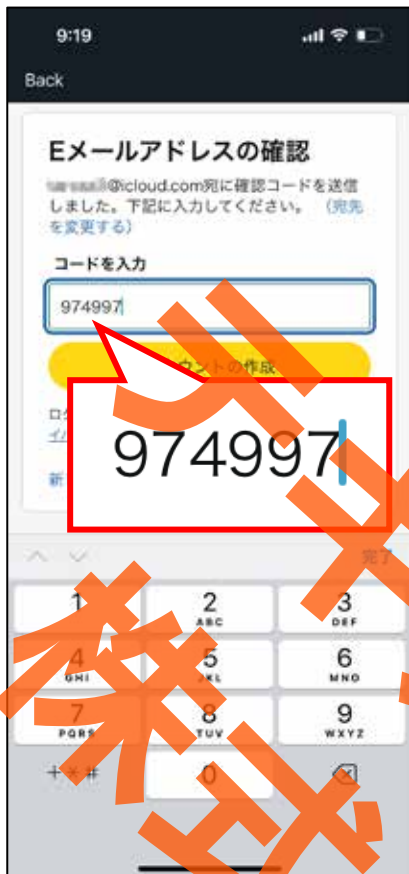 9:19
Back
Eメールアドレスの確認
@icloud.com宛に確認コードを送信
しました。下記に入力してください。 (宛先
を変更する)
コードを入力
974997
ウントの作成
974997
新
完了
1
2
ABC
3
DEF
4
GHI
5
JKL
6
MNO
7
PQRS
8
TUV
9
WXYZ
+*#
0
株式